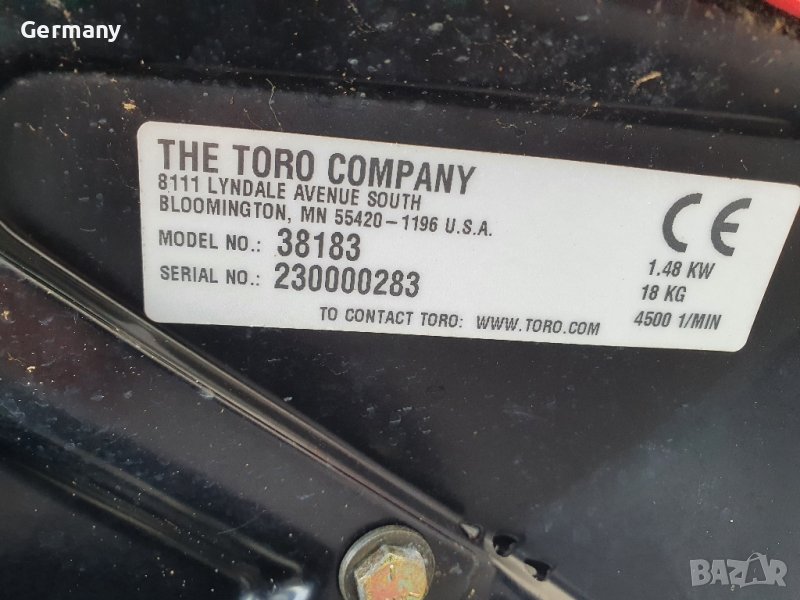 Germany
THE TORO COMPANY
8111 LYNDALE AVENUE SOUTH
BLOOMINGTON, MN 55420-1196 U.S.A.
MODEL NO.: 38183
SERIAL NO.: 230000283
TO CONTACT TORO: WWW.TORO.COM
CE
1.48 KW
18 KG
4500 1/MIN
BAZAR